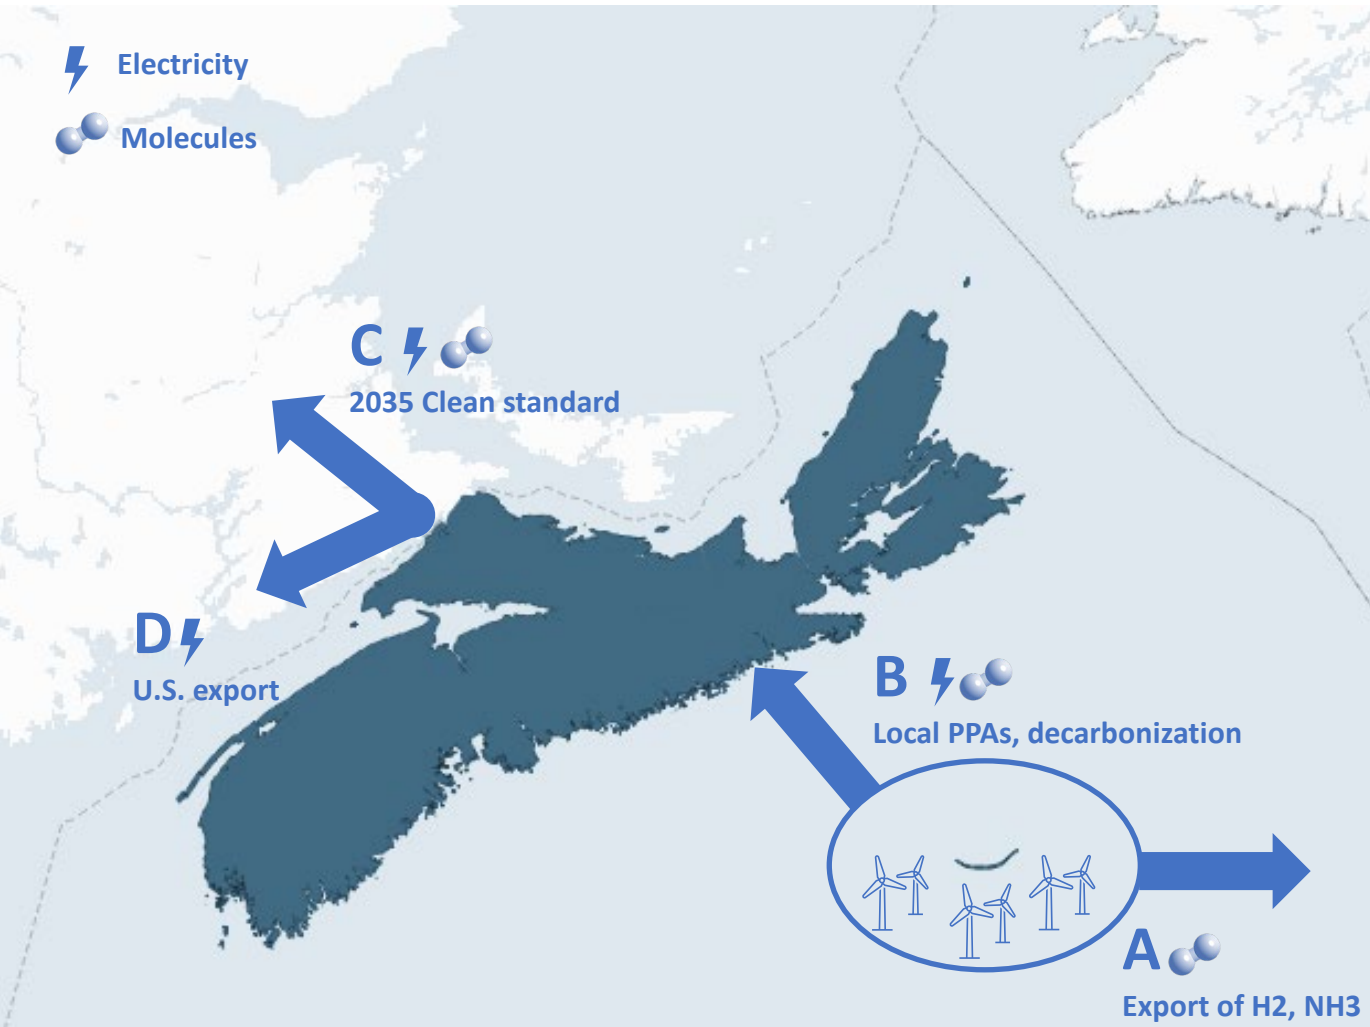 Electricity
Molecules
C
2035 Clean standard
D
U.S. export
B
Local PPAs, decarbonization
A
Export of H2, NH3